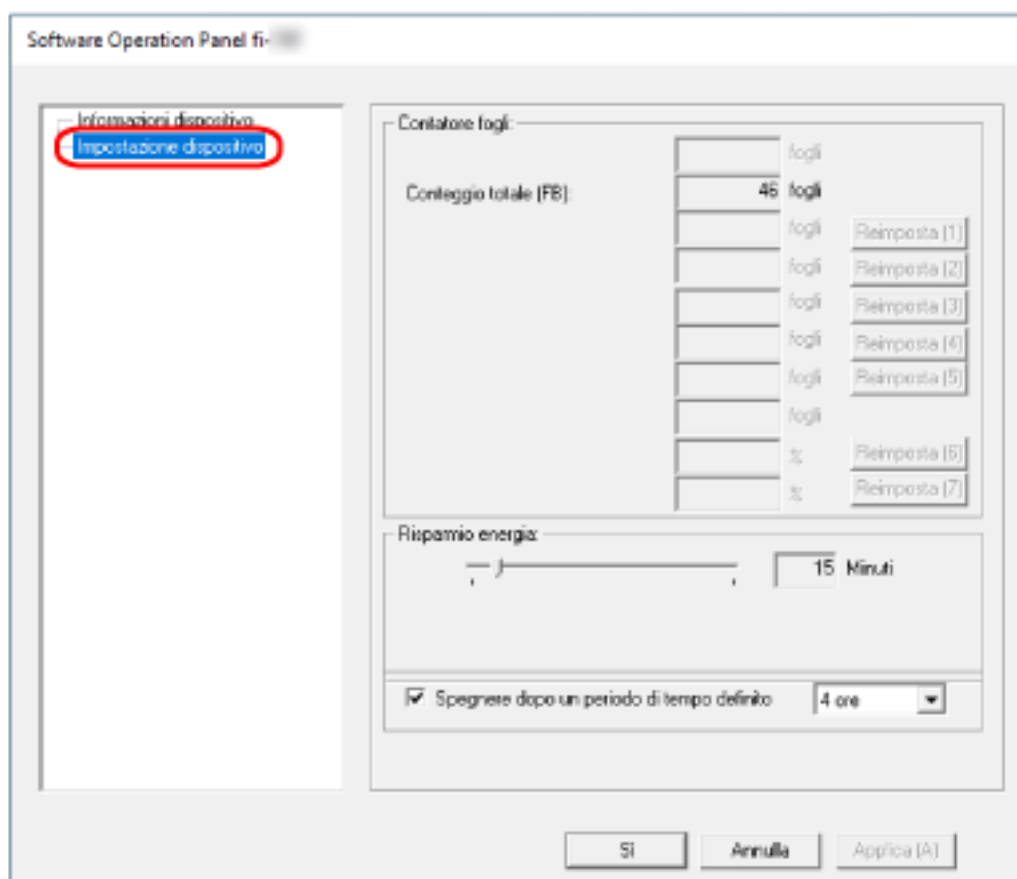 Software Operation Panel fi-
Informazioni dispositivo
Impostazione dispositivo
Contatore fogli:
fogli
Conteggio totale (FB): 46 fogli
fogli Reimposta (1)
fogli Reimposta (2)
fogli Reimposta (3)
fogli Reimposta (4)
fogli Reimposta (5)
fogli
% Reimposta (6)
% Reimposta (7)
Risparmio energia:
15 Minuti
Spegnere dopo un periodo di tempo definito 4 ore
Sì Annulla Applica (A)